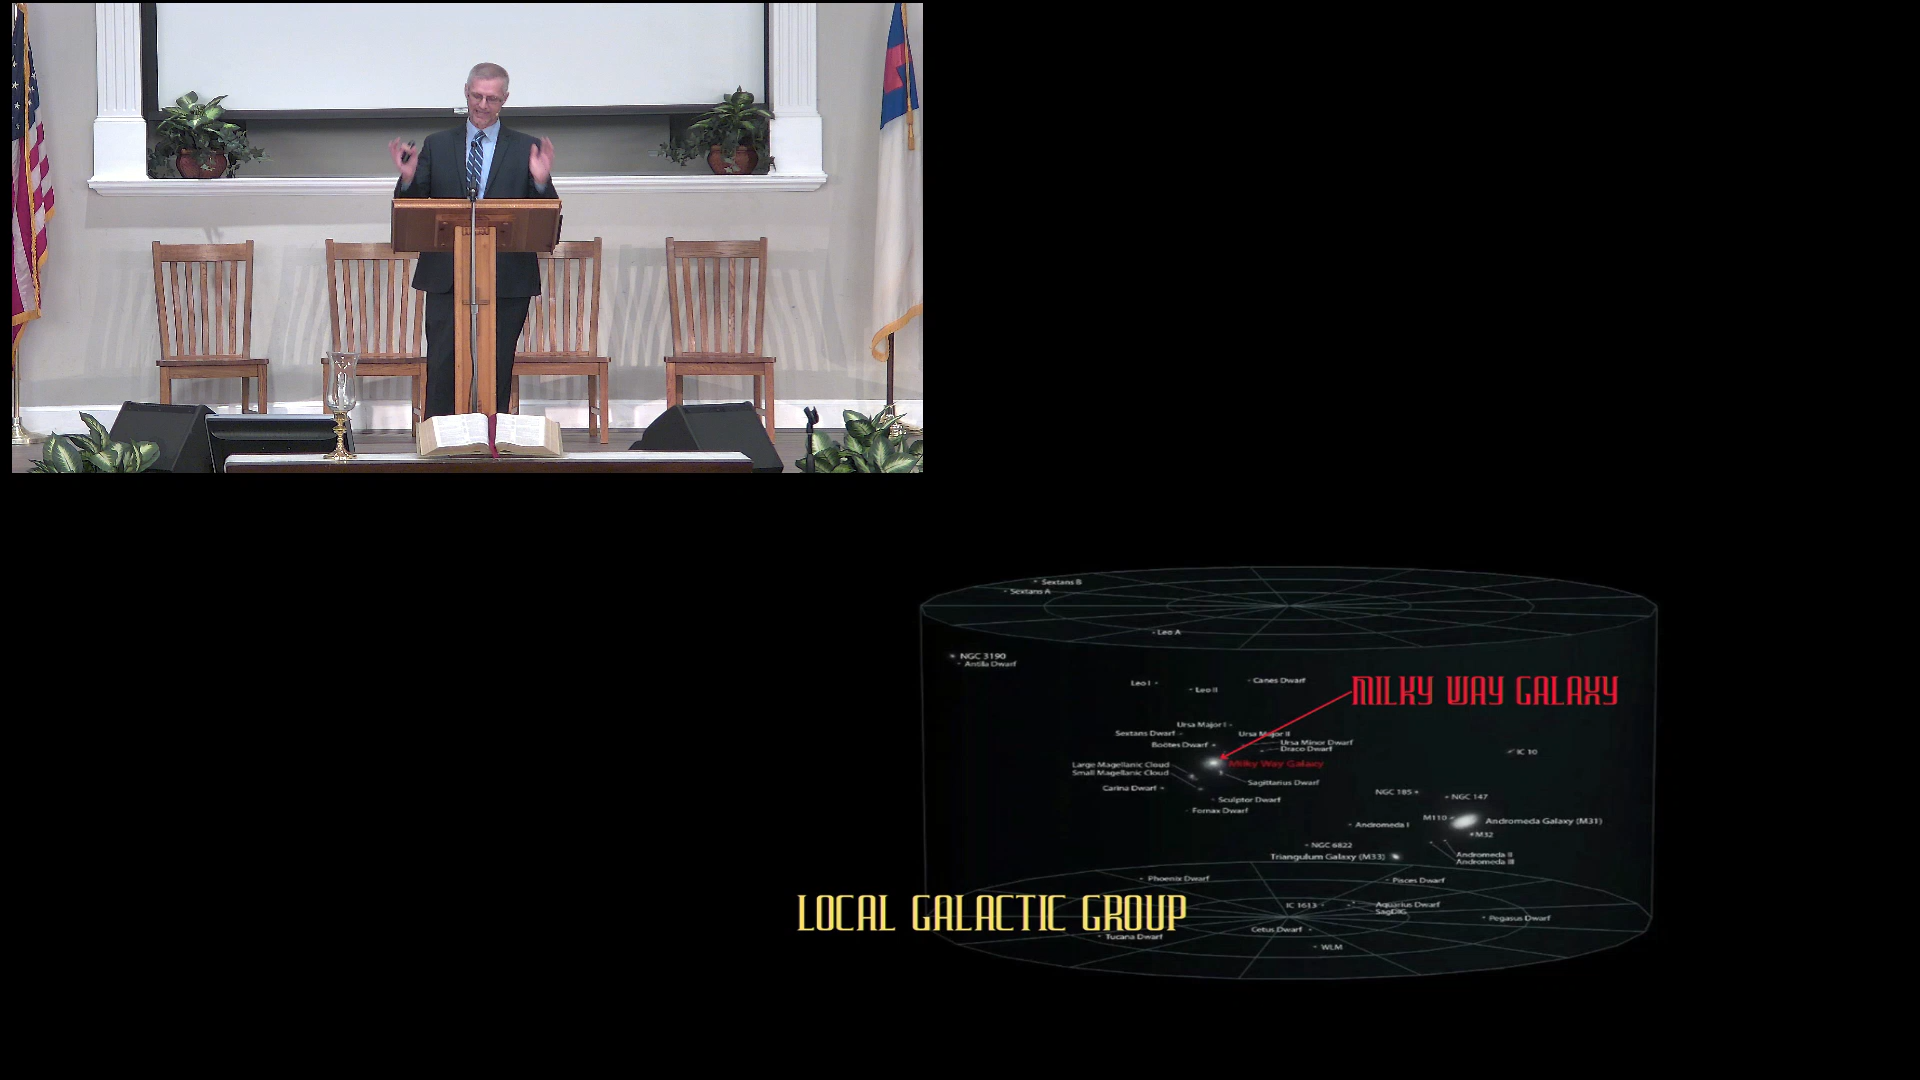 Sextans B
Sextans A
Leo A
NGC 3190
Antlia Dwarf
Leo I
Leo II
Canes Dwarf
MILKY WAY GALAXY
Ursa Major I
Sextans Dwarf
Ursa Major II
Boötes Dwarf
Ursa Minor Dwarf
Draco Dwarf
IC 10
Large Magellanic Cloud
Milky Way Galaxy
Small Magellanic Cloud
Carina Dwarf
Sagittarius Dwarf
Sculptor Dwarf
Fornax Dwarf
NGC 185
NGC 147
M110
Andromeda Galaxy (M31)
Andromeda I
M32
NGC 6822
Triangulum Galaxy (M33)
Andromeda II
Andromeda III
Phoenix Dwarf
Pisces Dwarf
LOCAL GALACTIC GROUP
IC 1613
Aquarius Dwarf
SagDIG
Pegasus Dwarf
Cetus Dwarf
Tucana Dwarf
WLM